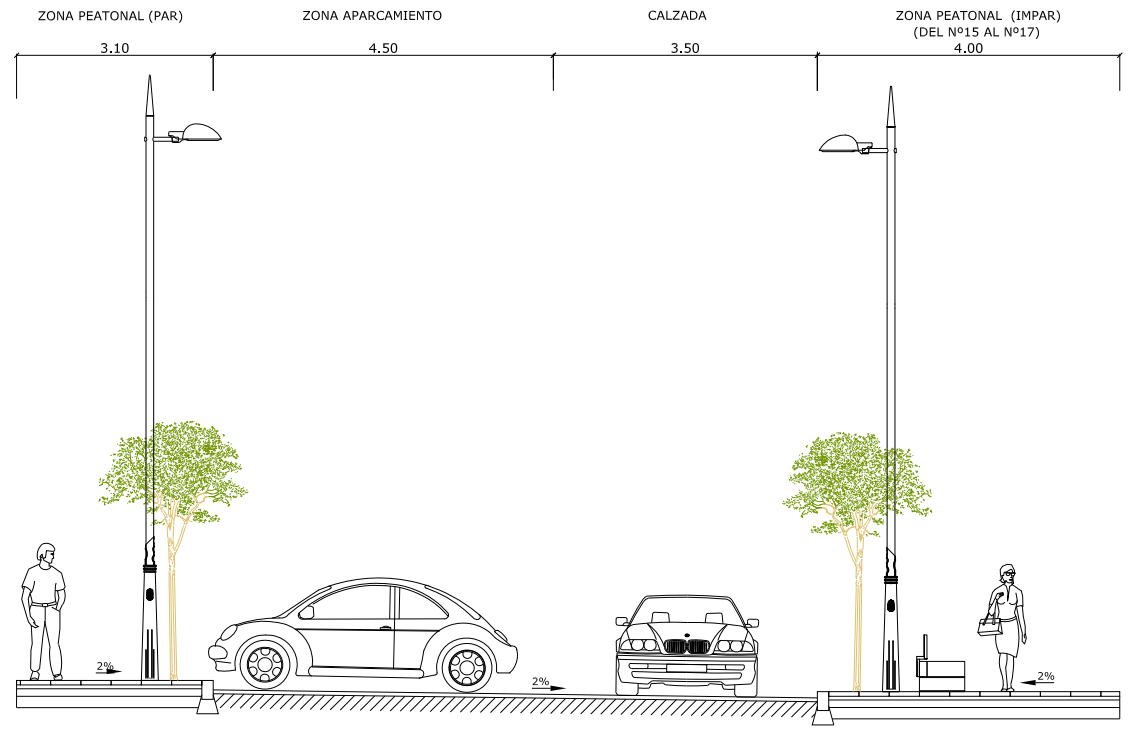 ZONA PEATONAL (PAR)
ZONA APARCAMIENTO
CALZADA
ZONA PEATONAL (IMPAR)
(DEL Nº15 AL Nº17)
3.10
4.50
3.50
4.00
2%
2%
2%